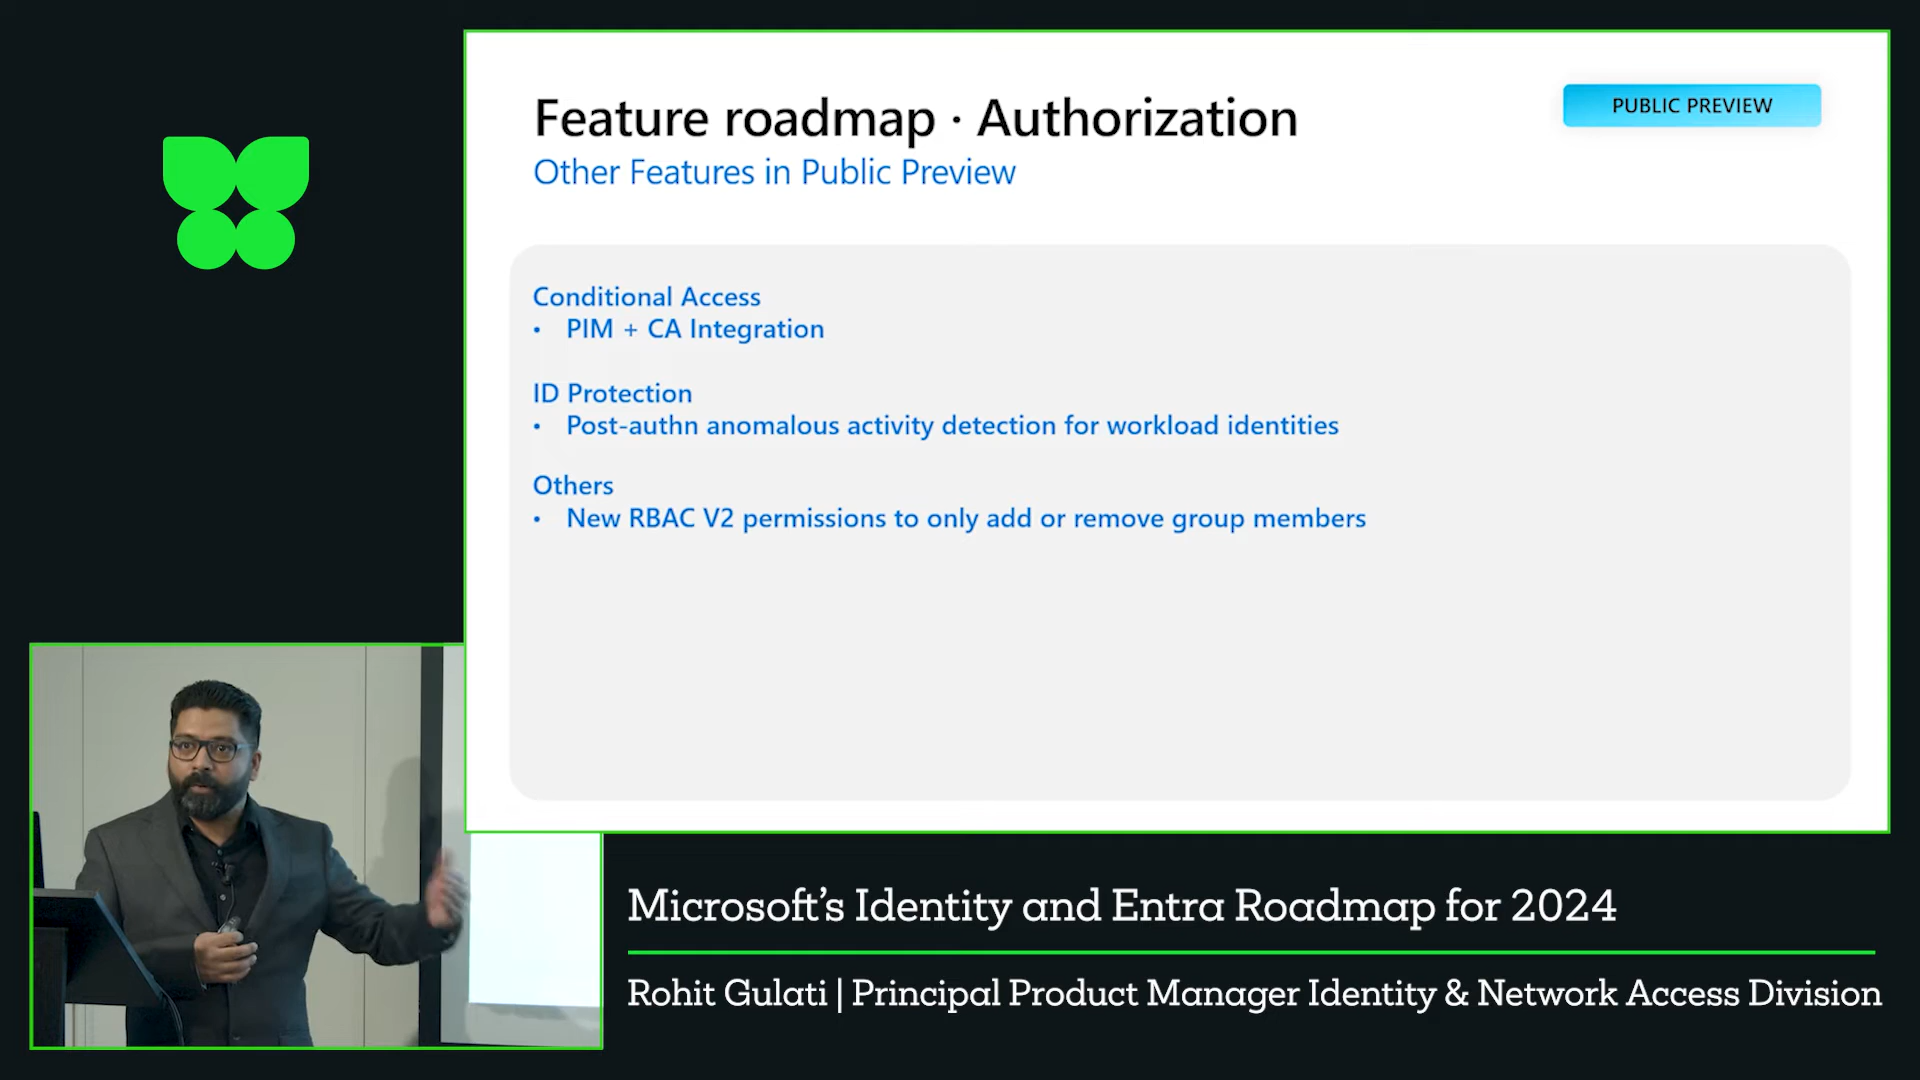 Feature roadmap · Authorization
PUBLIC PREVIEW
Other Features in Public Preview
Conditional Access
• PIM + CA Integration
ID Protection
• Post-authn anomalous activity detection for workload identities
Others
• New RBAC V2 permissions to only add or remove group members
Microsoft’s Identity and Entra Roadmap for 2024
Rohit Gulati | Principal Product Manager Identity & Network Access Division